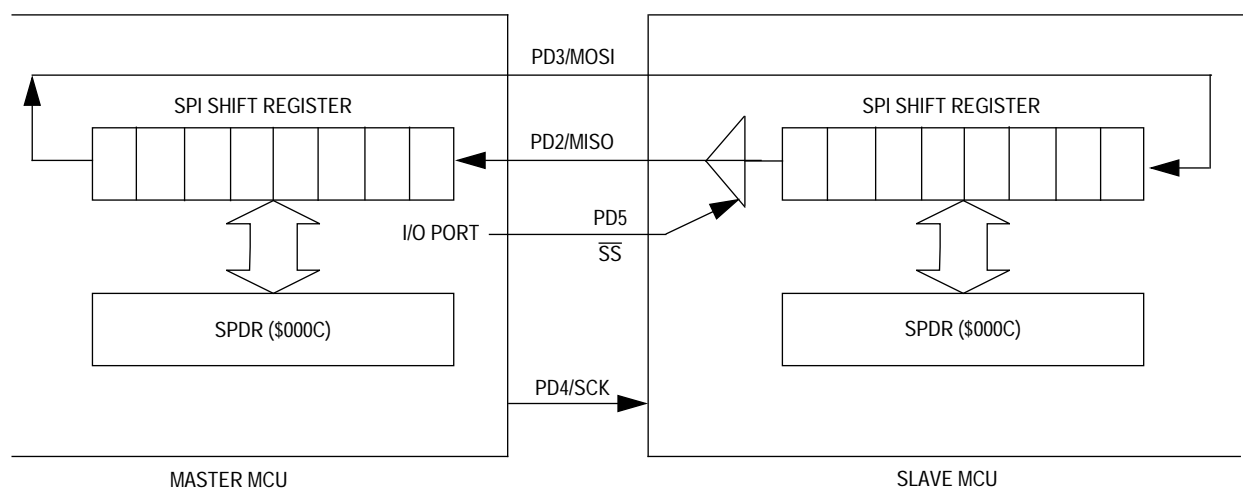 PD3/MOSI
SPI SHIFT REGISTER
SPI SHIFT REGISTER
PD2/MISO
I/O PORT
PD5
SS
SPDR ($000C)
SPDR ($000C)
PD4/SCK
MASTER MCU
SLAVE MCU